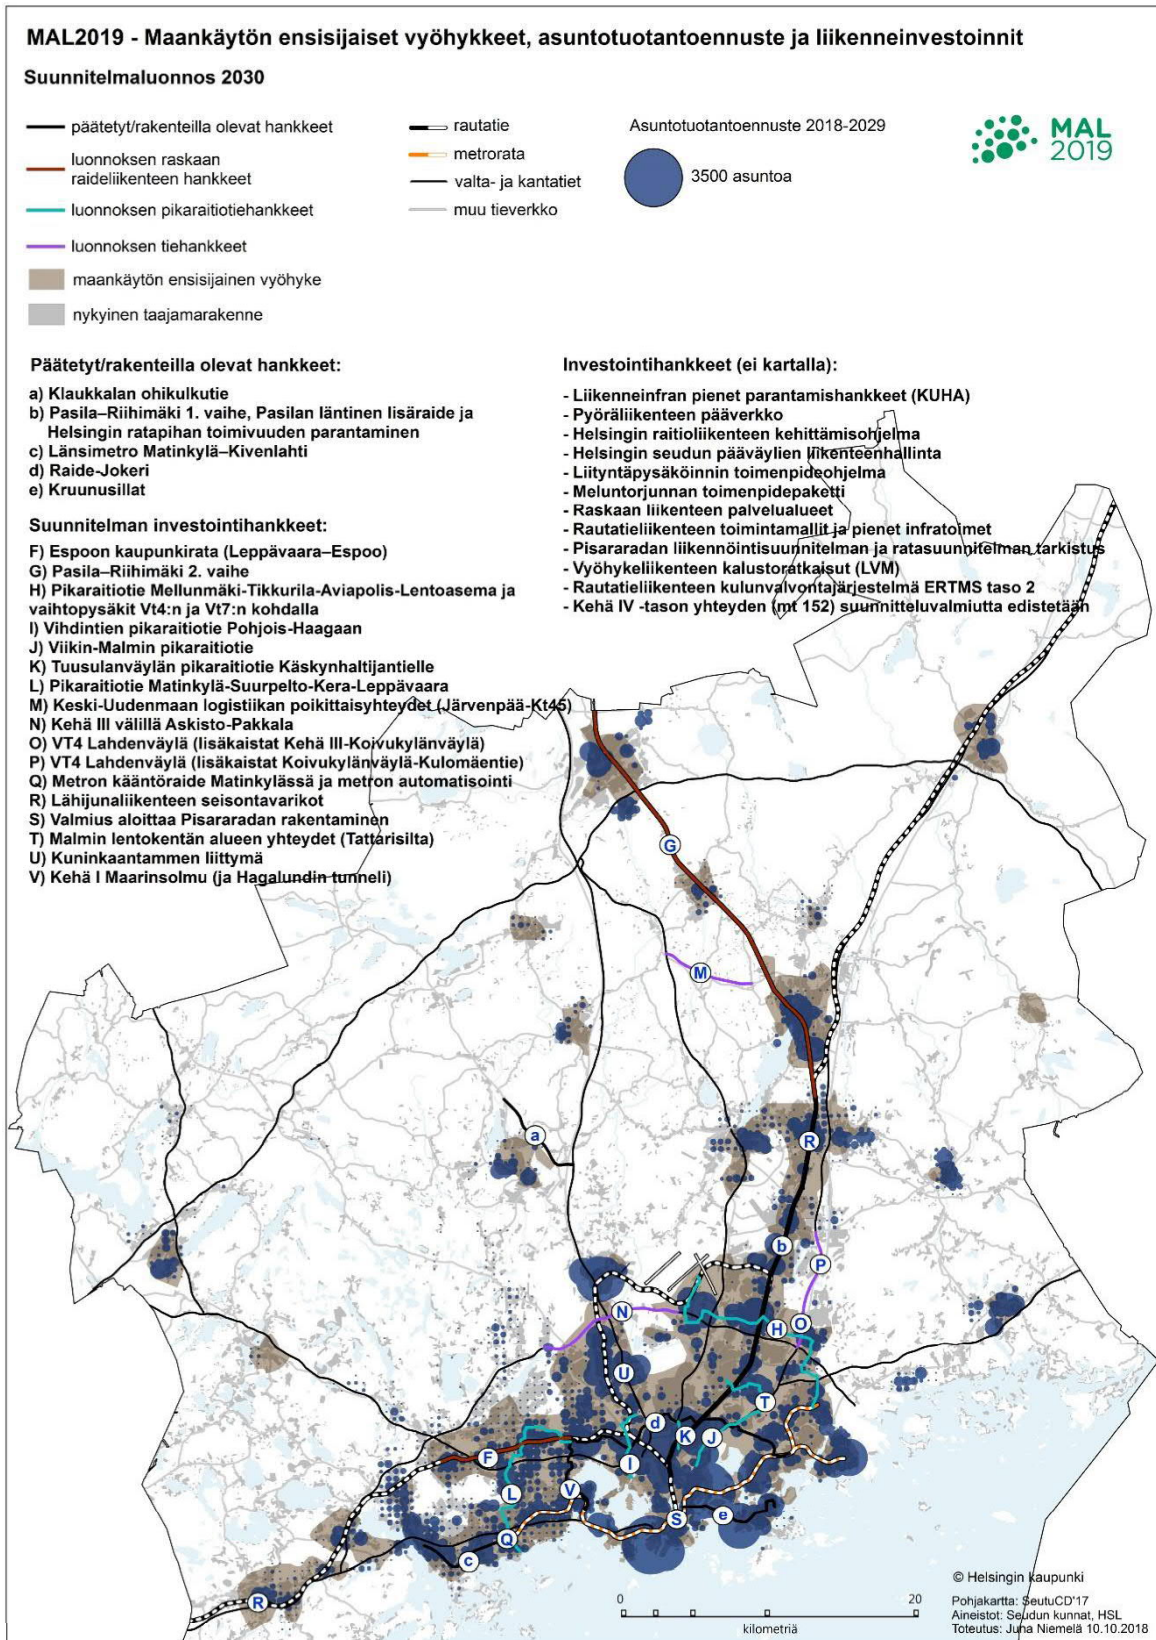 MAL2019 - Maankäytön ensisijaiset vyöhykkeet, asuntotuotantoennuste ja liikenneinvestoinnit
Suunnitelmaluonnos 2030
päätetyt/rakenteilla olevat hankkeet
luonnoksen raskaan
raideliikenteen hankkeet
luonnoksen pikaraitiotiehankkeet
luonnoksen tiehankkeet
maankäytön ensisijainen vyöhyke
nykyinen taajamarakenne
rautatie
metrorata
valta- ja kantatiet
muu tieverkko
Asuntotuotantoennuste 2018-2029
3500 asuntoa
MAL
2019
Päätetyt/rakenteilla olevat hankkeet:
a) Klaukkalan ohikulkutie
b) Pasila–Riihimäki 1. vaihe, Pasilan läntinen lisäraide ja
Helsingin ratapihan toimivuuden parantaminen
c) Länsimetro Matinkylä–Kivenlahti
d) Raide-Jokeri
e) Kruunusillat
Suunnitelman investointihankkeet:
F) Espoon kaupunkirata (Leppävaara–Espoo)
G) Pasila–Riihimäki 2. vaihe
H) Pikaraitiotie Mellunmäki-Tikkurila-Aviapolis-Lentoasema ja
vaihtopysäkit Vt4:n ja Vt7:n kohdalla
I) Vihdintien pikaraitiotie Pohjois-Haagaan
J) Viikin-Malmin pikaraitiotie
K) Tuusulanväylän pikaraitiotie Käskynhaltijantielle
L) Pikaraitiotie Matinkylä-Suurpelto-Kera-Leppävaara
M) Keski-Uudenmaan logistiikan poikittaisyhteydet (Järvenpää-Kt45)
N) Kehä III välillä Askisto-Pakkala
O) VT4 Lahdenväylä (lisäkaistat Kehä III-Koivukylänväylä)
P) VT4 Lahdenväylä (lisäkaistat Koivukylänväylä-Kulomäentie)
Q) Metron kääntöraide Matinkylässä ja metron automatisointi
R) Lähijunaliikenteen seisontavarikot
S) Valmius aloittaa Pisararadan rakentaminen
T) Malmin lentokentän alueen yhteydet (Tattarisilta)
U) Kuninkaantammen liittymä
V) Kehä I Maarinsolmu (ja Hagalundin tunneli)
Investointihankkeet (ei kartalla):
- Liikenneinfran pienet parantamishankkeet (KUHA)
- Pyöräliikenteen pääverkko
- Helsingin raitioliikenteen kehittämisohjelma
- Helsingin seudun pääväylien liikenteenhallinta
- Liityntäpysäköinnin toimenpideohjelma
- Meluntorjunnan toimenpidepaketti
- Raskaan liikenteen palvelualueet
- Rautatieliikenteen toimintamallit ja pienet infratoimet
- Pisararadan liikennöintisuunnitelman ja ratasuunnitelman tarkistus
- Vyöhykeliikenteen kalustoratkaisut (LVM)
- Rautatieliikenteen kulunvalvontajärjestelmä ERTMS taso 2
- Kehä IV -tason yhteyden (mt 152) suunnitteluvalmiutta edistetään
G
M
a
R
b
P
N
H
O
U
T
d
K
J
F
I
L
V
S
e
Q
c
R
0
20
kilometriä
© Helsingin kaupunki
Pohjakartta: SeutuCD'17
Aineistot: Seudun kunnat, HSL
Toteutus: Juha Niemelä 10.10.2018